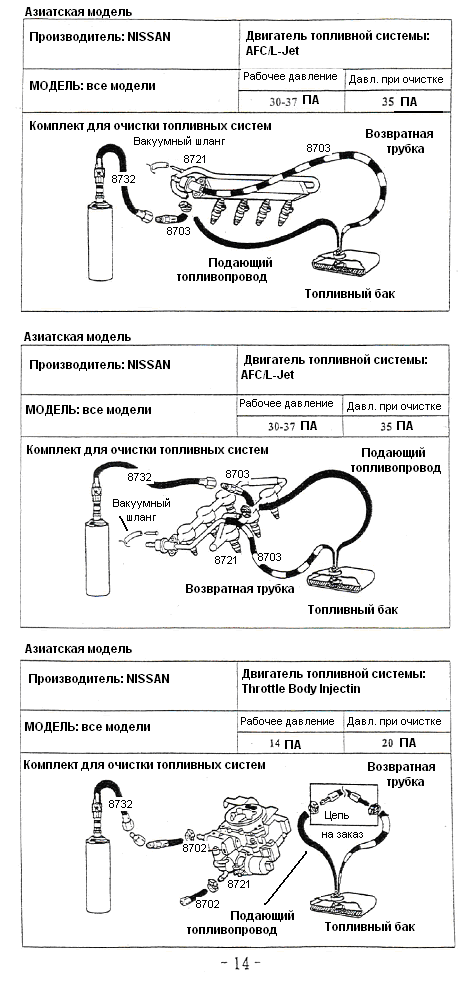 Азиатская модель
Производитель: NISSAN
Двигатель топливной системы:
AFC/L-Jet
МОДЕЛЬ: все модели
Рабочее давление
Давл. при очистке
30-37 ПА
35 ПА
Комплект для очистки топливных систем
Возвратная
трубка
Вакуумный шланг
8721
8703
8732
8703
Подающий
топливопровод
Топливный бак
Азиатская модель
Производитель: NISSAN
Двигатель топливной системы:
AFC/L-Jet
МОДЕЛЬ: все модели
Рабочее давление
Давл. при очистке
30-37 ПА
35 ПА
Комплект для очистки топливных систем
Подающий
топливопровод
8732
8703
Вакуумный
шланг
8721
8703
Возвратная трубка
Топливный бак
Азиатская модель
Производитель: NISSAN
Двигатель топливной системы:
Throttle Body Injectin
МОДЕЛЬ: все модели
Рабочее давление
Давл. при очистке
14 ПА
20 ПА
Комплект для очистки топливных систем
Возвратная
трубка
8732
Цепь
на заказ
8702
8721
8702
Подающий
топливопровод
Топливный бак
- 14 -